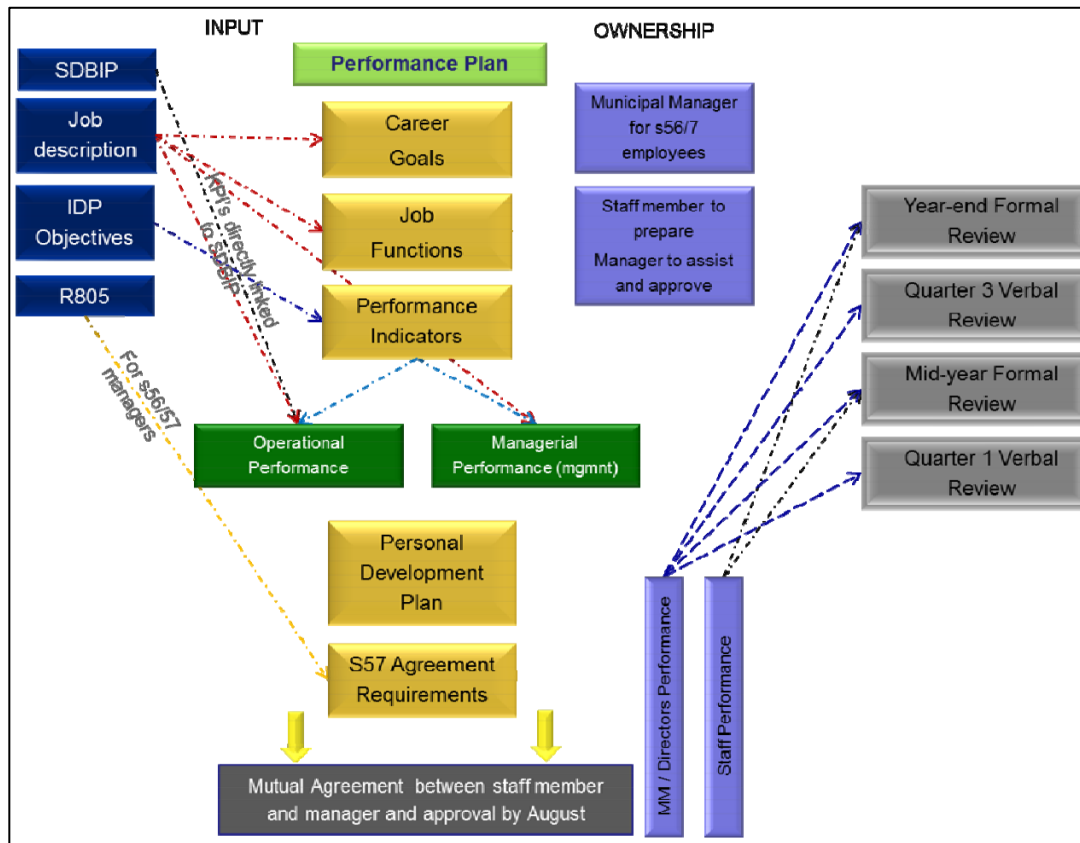 INPUT
OWNERSHIP
SDBIP
Job
description
IDP
Objectives
R805
KPI's directly linked
to SDBIP
For s56/57
managers
Performance Plan
Career
Goals
Job
Functions
Performance
Indicators
Operational
Performance
Managerial
Performance (mgmnt)
Personal
Development
Plan
S57 Agreement
Requirements
Mutual Agreement between staff member
and manager and approval by August
Municipal Manager
for s56/7
employees
Staff member to
prepare
Manager to assist
and approve
MM / Directors Performance
Staff Performance
Year-end Formal
Review
Quarter 3 Verbal
Review
Mid-year Formal
Review
Quarter 1 Verbal
Review